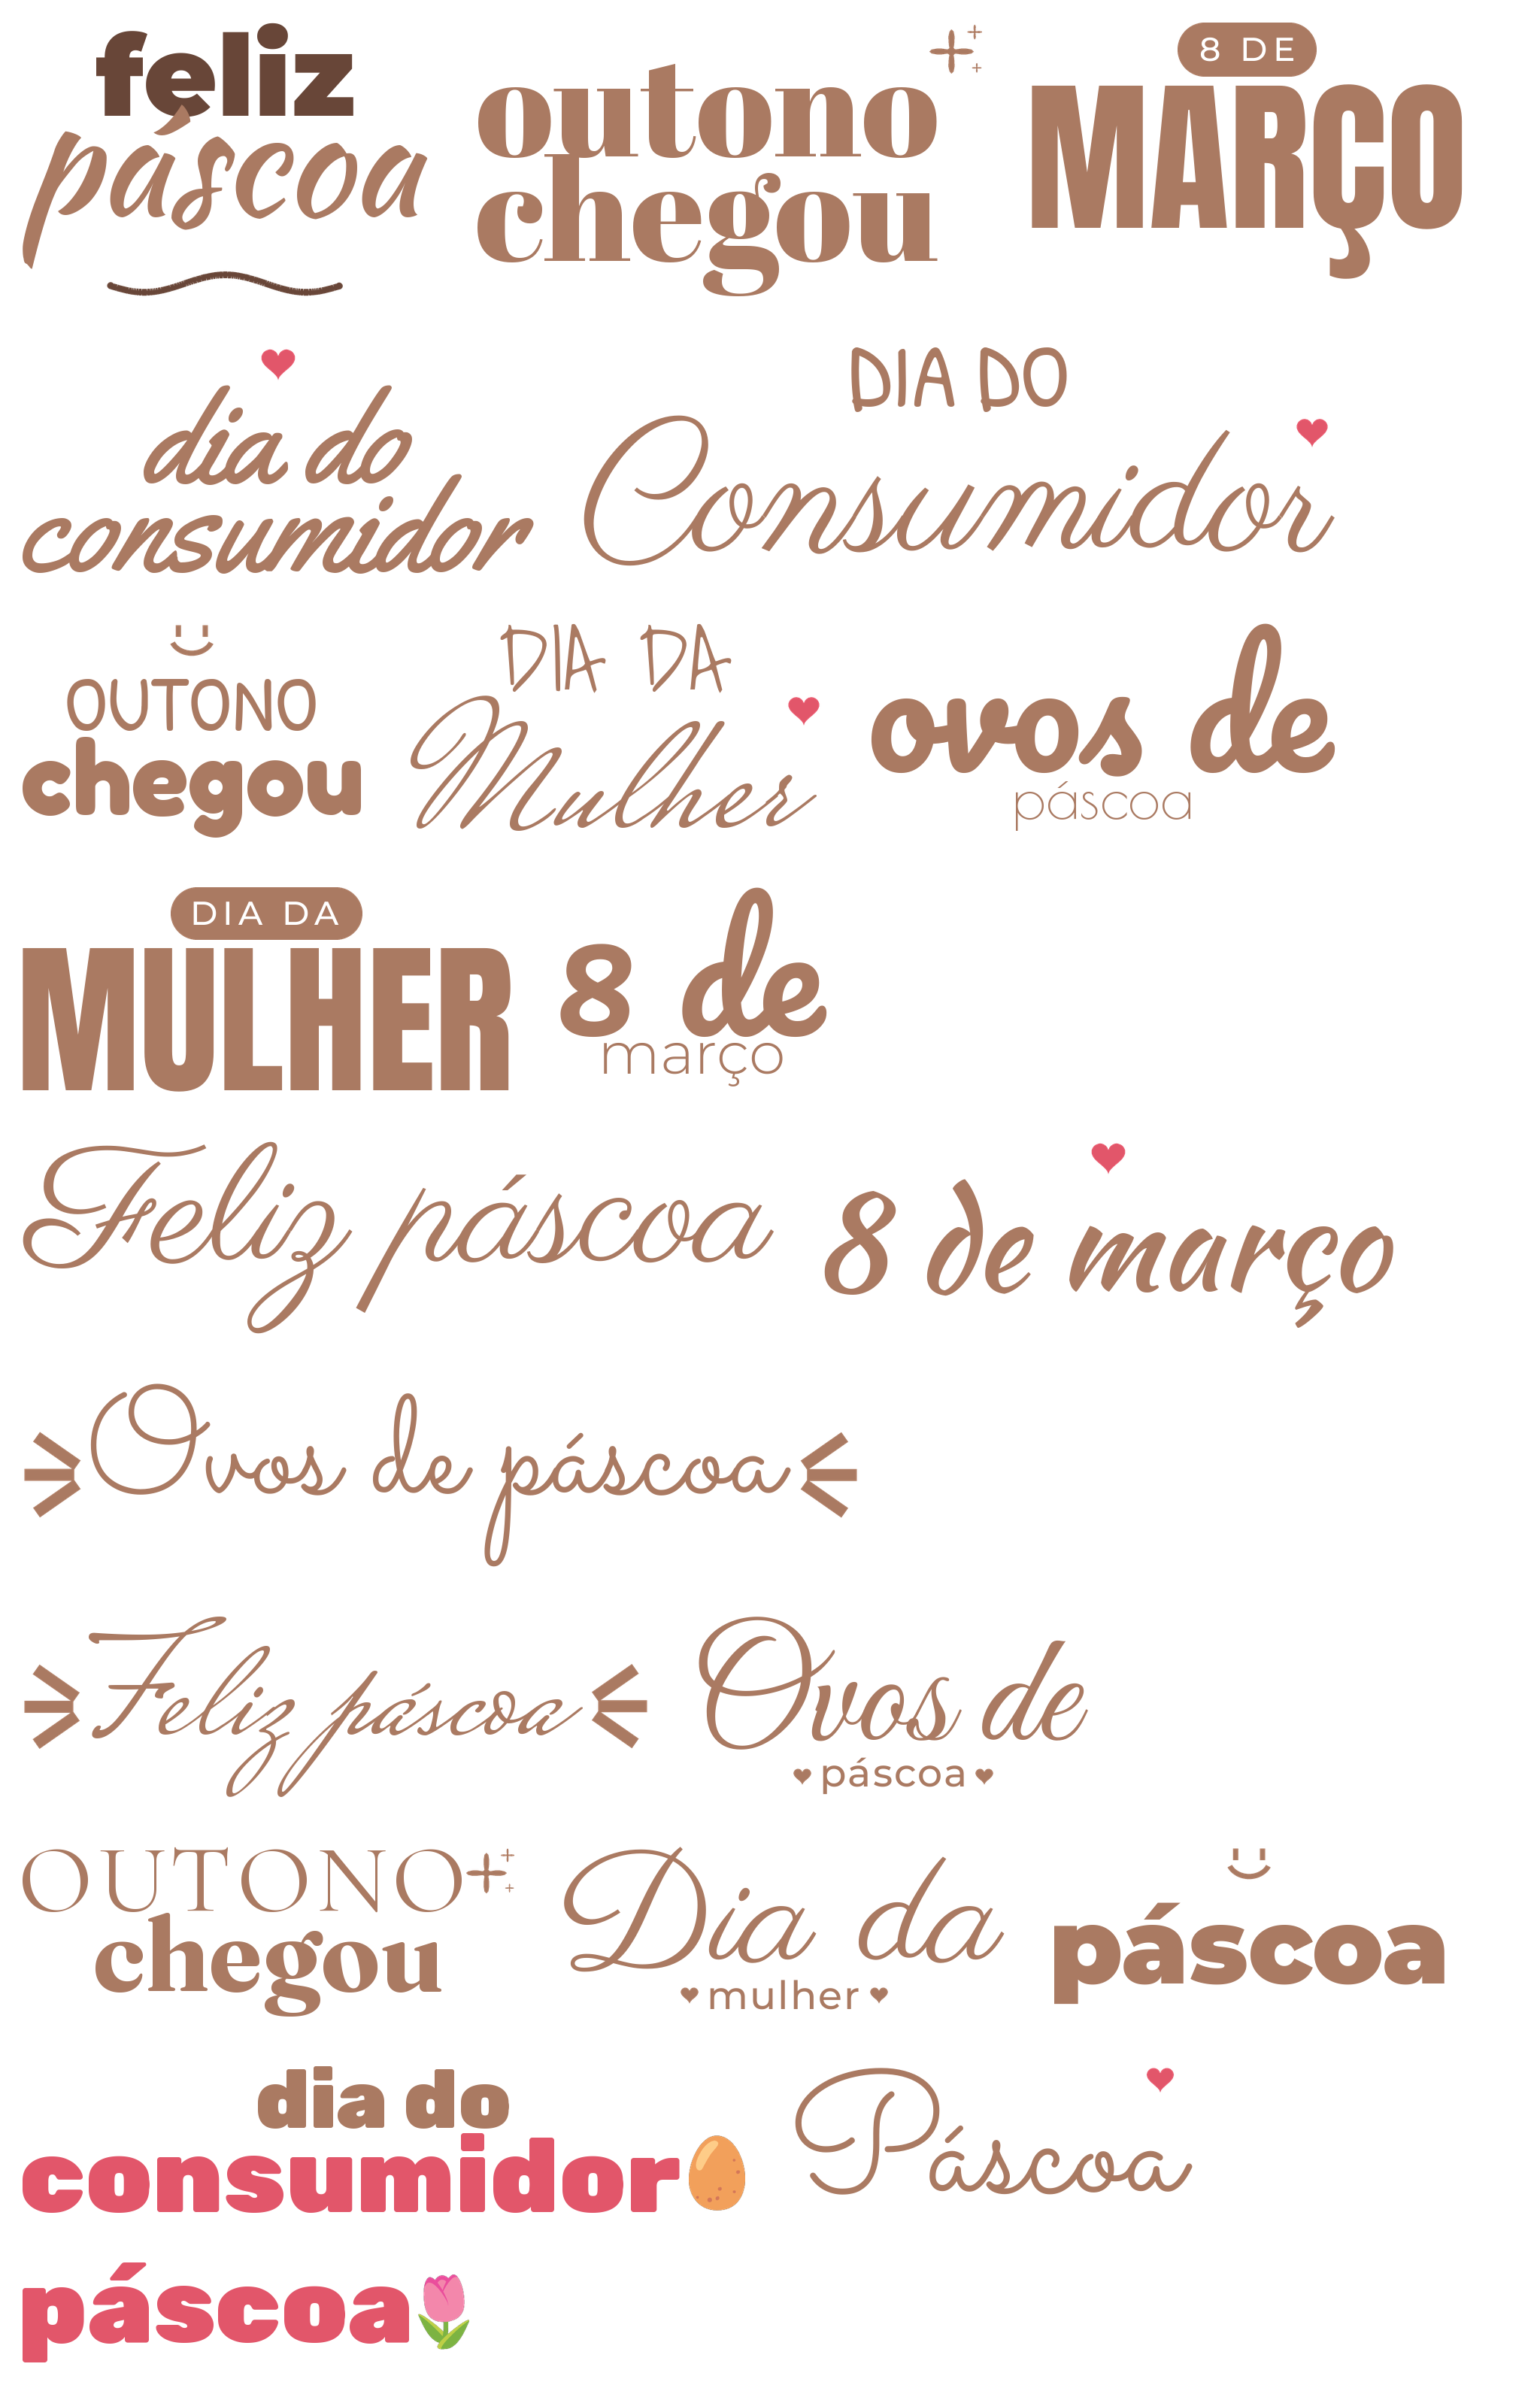 feliz
páscoa
outono
chegou
8 DE
MARÇO
dia do
consumidor
DIA DO
Consumidor
OUTONO
chegou
DIA DA
Mulher
ovos de
páscoa
DIA DA
MULHER
8 de
março
Feliz páscoa
8 de março
Ovos de páscoa
Feliz páscoa
Ovos de
páscoa
OUTONO
chegou
Dia da
mulher
páscoa
dia do
consumidor
Páscoa
páscoa